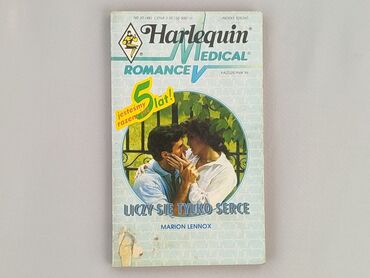 Harlequin®
MEDICAL®
ROMANCE
jesteśmy
razem
5 lat!
LICZY SIĘ TYLKO SERCE
MARION LENNOX